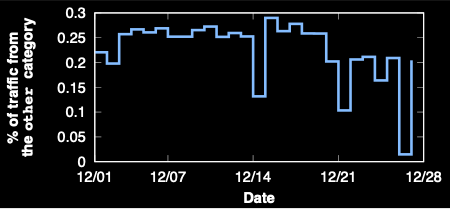 % of traffic from
the other category
0.3
0.25
0.2
0.15
0.1
0.05
0
12/01 12/07 12/14 12/21 12/28
Date